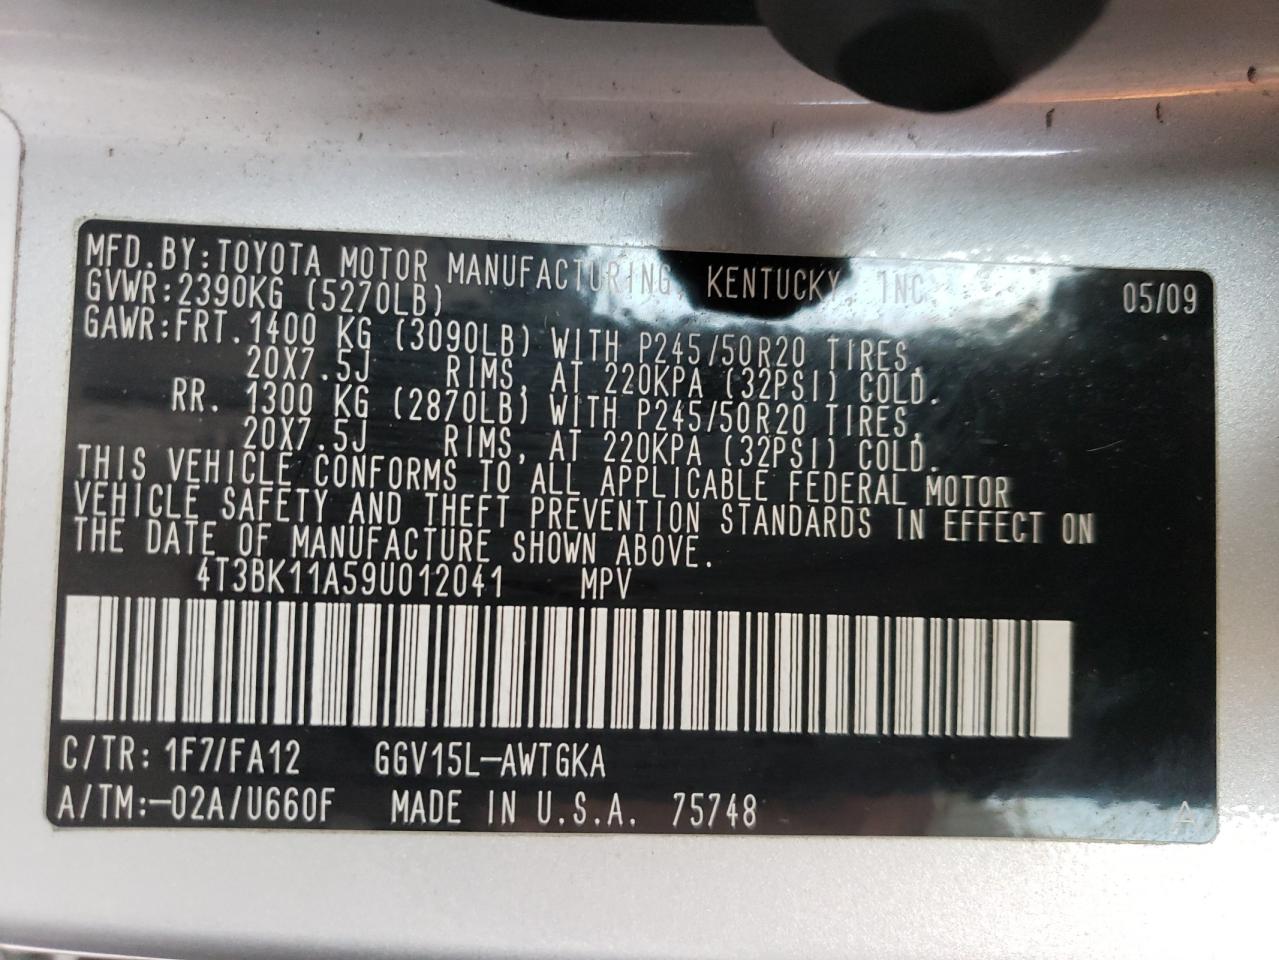 MFD.BY:TOYOTA MOTOR MANUFACTURING, KENTUCKY, INC. 05/09
GVWR:2390KG (5270LB)
GAWR:FRT.1400 KG (3090LB) WITH P245/50R20 TIRES,
20X7.5J RIMS, AT 220KPA (32PSI) COLD.
RR. 1300 KG (2870LB) WITH P245/50R20 TIRES,
20X7.5J RIMS, AT 220KPA (32PSI) COLD.
THIS VEHICLE CONFORMS TO ALL APPLICABLE FEDERAL MOTOR
VEHICLE SAFETY AND THEFT PREVENTION STANDARDS IN EFFECT ON
THE DATE OF MANUFACTURE SHOWN ABOVE.
4T3BK11A59U012041 MPV
C/TR: 1F7/FA12 GGV15L-AWTGKA
A/TM:-02A/U660F MADE IN U.S.A. 75748 A